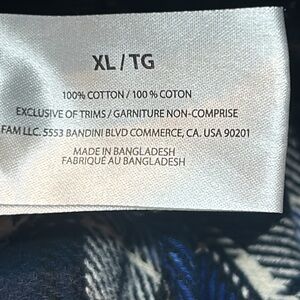 XL / TG
100% COTTON / 100% COTON
EXCLUSIVE OF TRIMS / GARNITURE NON-COMPRISE
FAM LLC. 5553 BANDINI BLVD COMMERCE, CA. USA 90201
MADE IN BANGLADESH
FABRIQUÉ AU BANGLADESH